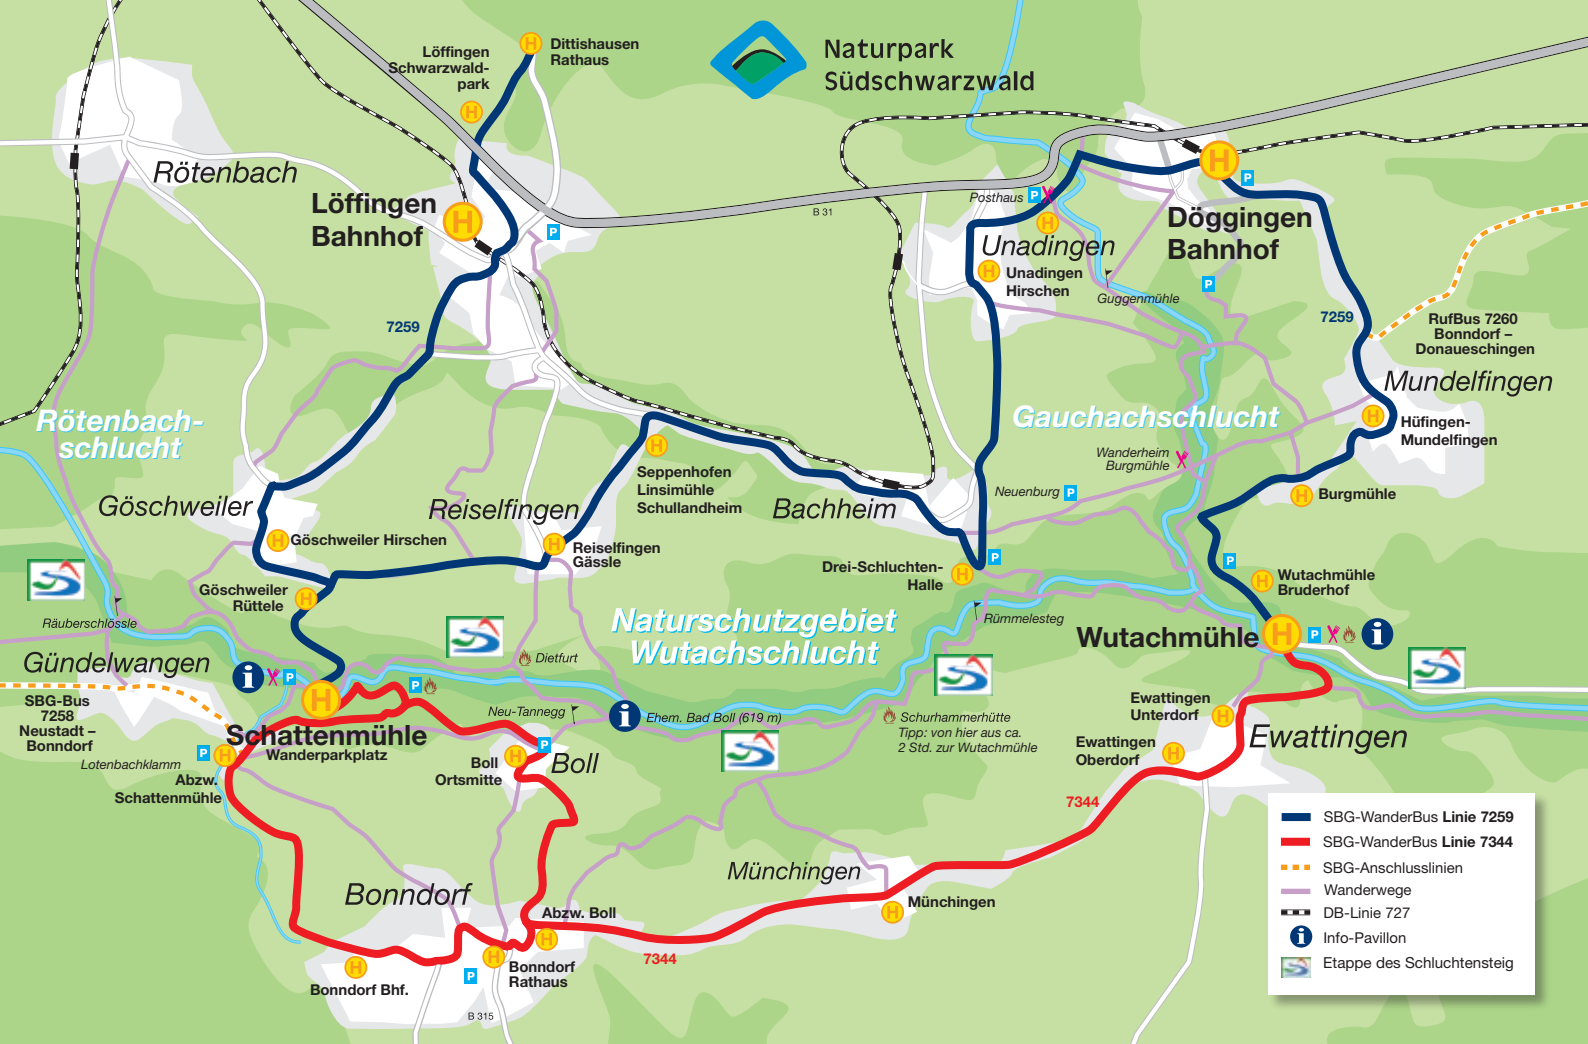 Löffingen
Schwarzwald-
park
Dittishausen
Rathaus
Naturpark
Südschwarzwald
Rötenbach
Löffingen
Bahnhof
H
H
H
P
B 31
Posthaus
P
H
Unadingen
H
Unadingen
Hirschen
H
P
Döggingen
Bahnhof
Guggenmühle
P
7259
7259
RufBus 7260
Bonndorf –
Donaueschingen
Mundelfingen
H
Hüfingen-
Mundelfingen
Rötenbach-
schlucht
Gauchachschlucht
Wanderheim
Burgmühle
Neuenburg
P
H
Burgmühle
H
Seppenhofen
Linsimühle
Schullandheim
Göschweiler
Reiselfingen
Bachheim
H
Göschweiler Hirschen
H
Reiselfingen
Gässle
Göschweiler
Rüttele
H
Drei-Schluchten-
Halle
H
P
P
H
Wutachmühle
Bruderhof
Räuberschlössle
Naturschutzgebiet
Wutachschlucht
Rümmelesteg
Wutachmühle
H
P
i
Gündelwangen
i
P
Dietfurt
SBG-Bus
7258
Neustadt –
Bonndorf
H
P
Neu-Tannegg
i
Ehem. Bad Boll (619 m)
Schurhammerhütte
Tipp: von hier aus ca.
2 Std. zur Wutachmühle
Ewattingen
Unterdorf
H
Ewattingen
Ewattingen
Oberdorf
H
Schattenmühle
Wanderparkplatz
P
H
Lotenbachklamm
Abzw.
Schattenmühle
Boll
Ortsmitte
H
P
Boll
7344
Münchingen
H
Münchingen
Bonndorf
Abzw. Boll
H
7344
H
Bonndorf Bhf.
P
H
Bonndorf
Rathaus
B 315
SBG-WanderBus Linie 7259
SBG-WanderBus Linie 7344
SBG-Anschlusslinien
Wanderwege
DB-Linie 727
i
Info-Pavillon
Etappe des Schluchtensteig